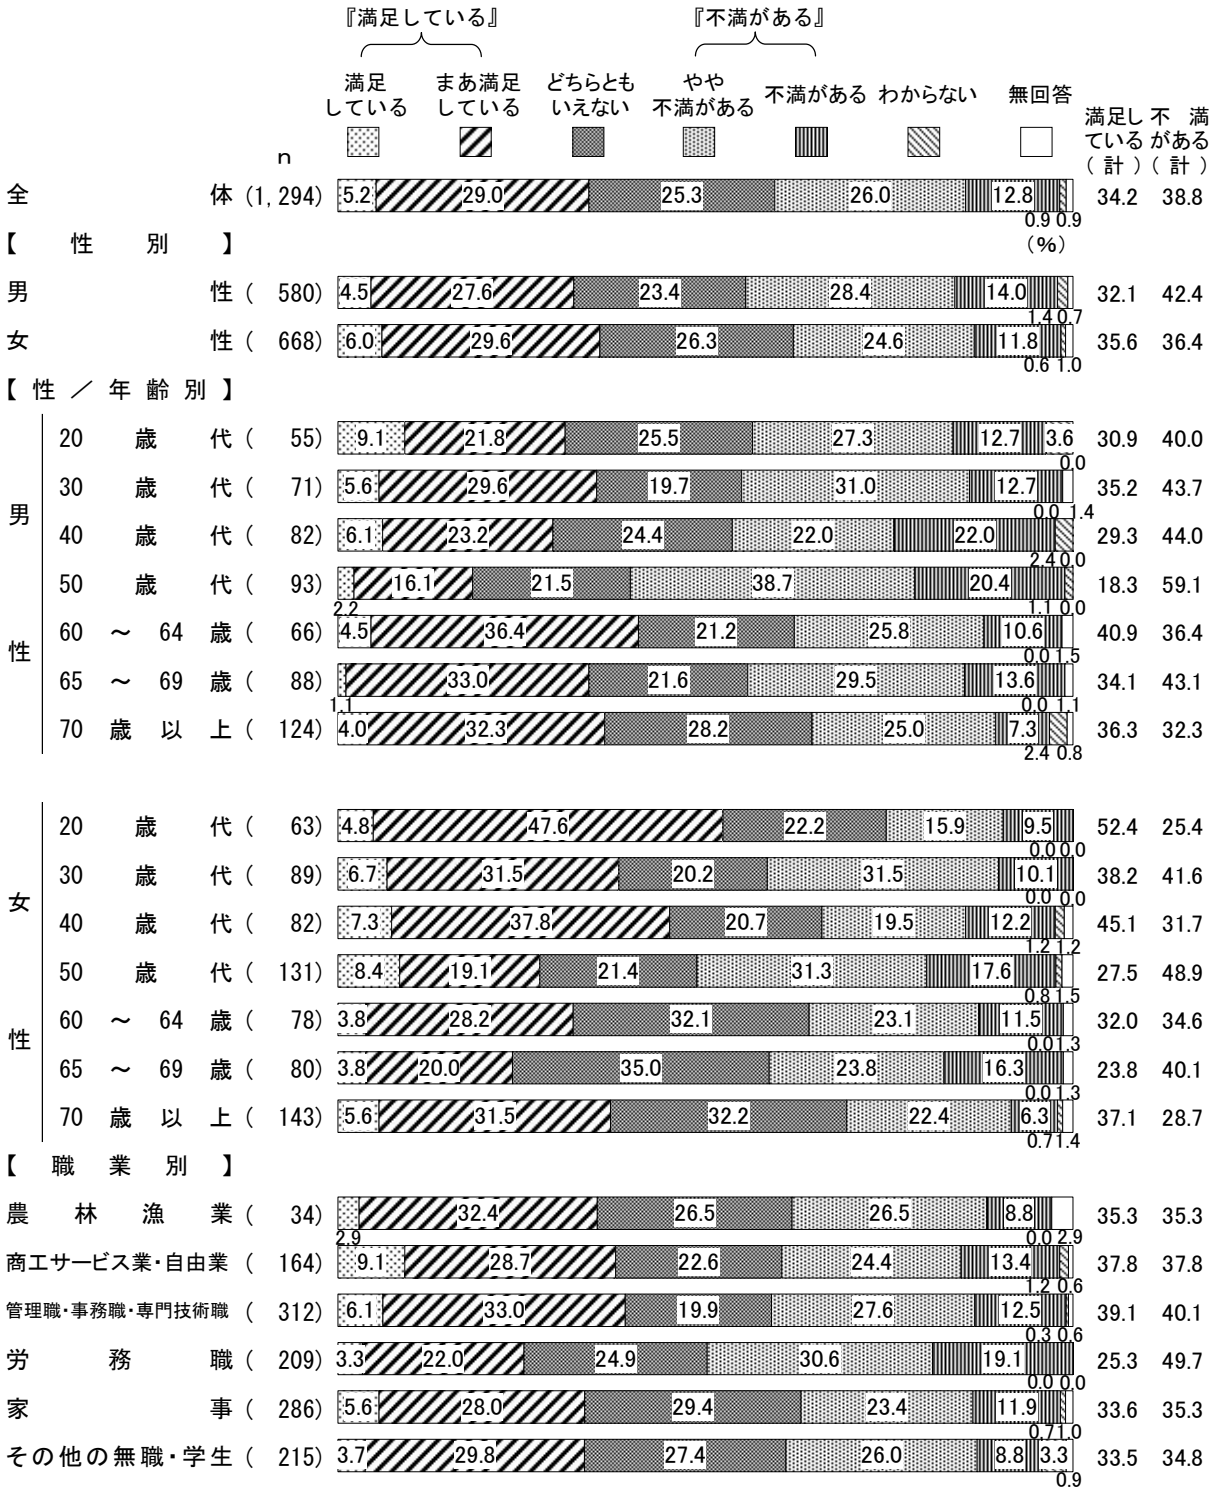 『満足している』 『不満がある』
満足している まあ満足している どちらともいえない やや不満がある 不満がある わからない 無回答
満足している(計) 不満がある(計)
n
全体 (1,294) 5.2 29.0 25.3 26.0 12.8 0.9 0.9 34.2 38.8
【性別】 (%)
男性 (580) 4.5 27.6 23.4 28.4 14.0 1.4 0.7 32.1 42.4
女性 (668) 6.0 29.6 26.3 24.6 11.8 0.6 1.0 35.6 36.4
【性/年齢別】
男性
20歳代 (55) 9.1 21.8 25.5 27.3 12.7 3.6 0.0 30.9 40.0
30歳代 (71) 5.6 29.6 19.7 31.0 12.7 0.0 1.4 35.2 43.7
40歳代 (82) 6.1 23.2 24.4 22.0 22.0 2.4 0.0 29.3 44.0
50歳代 (93) 2.2 16.1 21.5 38.7 20.4 1.1 0.0 18.3 59.1
60~64歳 (66) 4.5 36.4 21.2 25.8 10.6 0.0 1.5 40.9 36.4
65~69歳 (88) 1.1 33.0 21.6 29.5 13.6 0.0 1.1 34.1 43.1
70歳以上 (124) 4.0 32.3 28.2 25.0 7.3 2.4 0.8 36.3 32.3
女性
20歳代 (63) 4.8 47.6 22.2 15.9 9.5 0.0 0.0 52.4 25.4
30歳代 (89) 6.7 31.5 20.2 31.5 10.1 0.0 0.0 38.2 41.6
40歳代 (82) 7.3 37.8 20.7 19.5 12.2 1.2 1.2 45.1 31.7
50歳代 (131) 8.4 19.1 21.4 31.3 17.6 0.8 1.5 27.5 48.9
60~64歳 (78) 3.8 28.2 32.1 23.1 11.5 0.0 1.3 32.0 34.6
65~69歳 (80) 3.8 20.0 35.0 23.8 16.3 0.0 1.3 23.8 40.1
70歳以上 (143) 5.6 31.5 32.2 22.4 6.3 0.7 1.4 37.1 28.7
【職業別】
農林漁業 (34) 2.9 32.4 26.5 26.5 8.8 0.0 2.9 35.3 35.3
商工サービス業・自由業 (164) 9.1 28.7 22.6 24.4 13.4 1.2 0.6 37.8 37.8
管理職・事務職・専門技術職 (312) 6.1 33.0 19.9 27.6 12.5 0.3 0.6 39.1 40.1
労務職 (209) 3.3 22.0 24.9 30.6 19.1 0.0 0.0 25.3 49.7
家事 (286) 5.6 28.0 29.4 23.4 11.9 0.7 1.0 33.6 35.3
その他の無職・学生 (215) 3.7 29.8 27.4 26.0 8.8 3.3 0.9 33.5 34.8